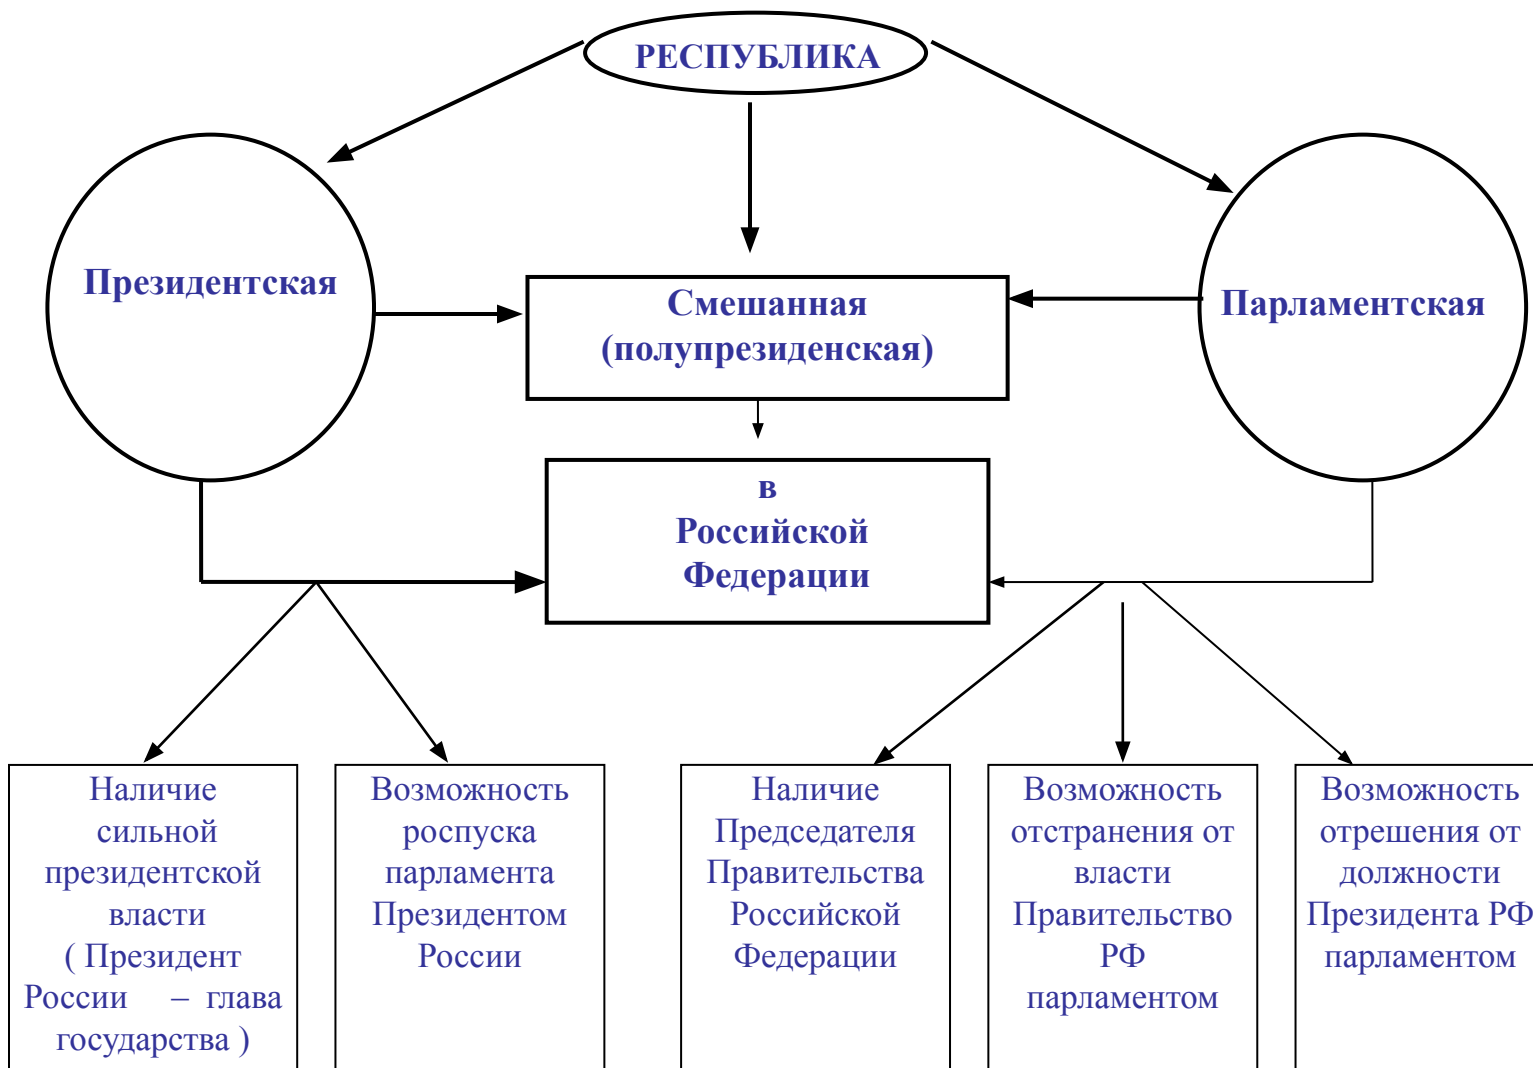 РЕСПУБЛИКА
Президентская
Смешанная
(полупрезиденская)
Парламентская
в
Российской
Федерации
Наличие
сильной
президентской
власти
( Президент
России – глава
государства )
Возможность
роспуска
парламента
Президентом
России
Наличие
Председателя
Правительства
Российской
Федерации
Возможность
отстранения от
власти
Правительство
РФ
парламентом
Возможность
отрешения от
должности
Президента РФ
парламентом